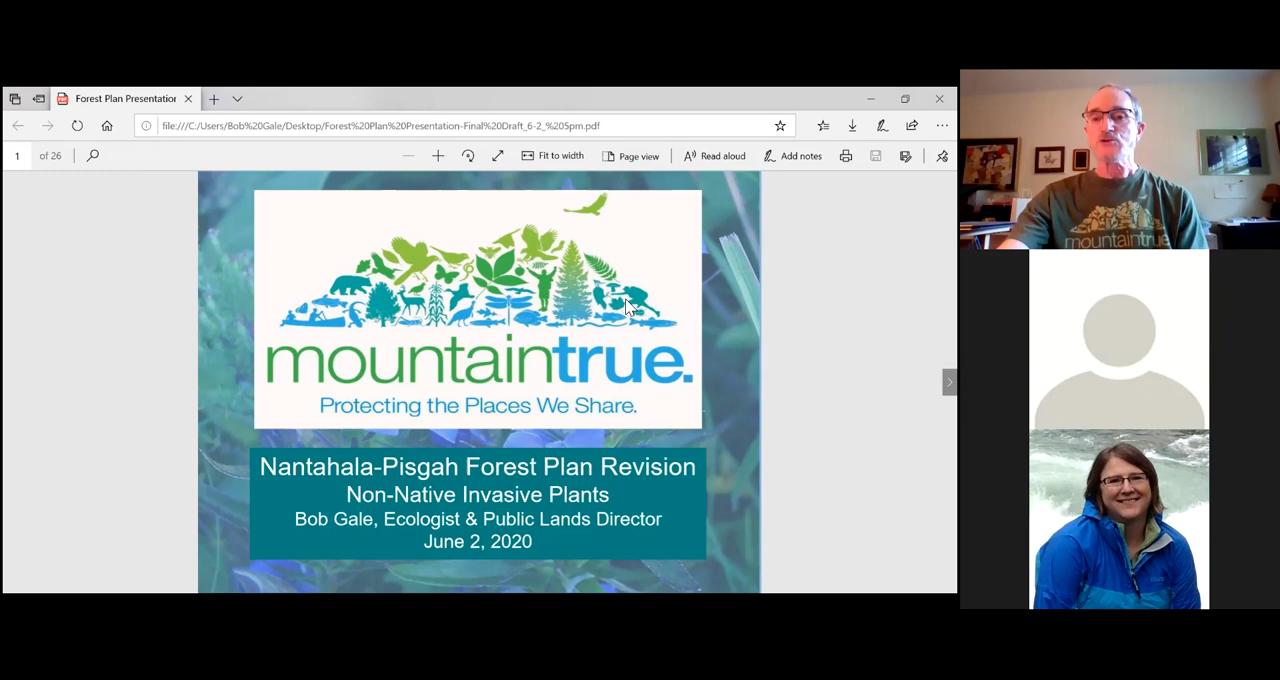 Forest Plan Presentation
file:///C:/Users/Bob%20Gale/Desktop/Forest%20Plan%20Presentation-Final%20Draft_6-2_%205pm.pdf
1 of 26
Fit to width
Page view
Read aloud
Add notes
mountaintrue.
Protecting the Places We Share.
Nantahala-Pisgah Forest Plan Revision
Non-Native Invasive Plants
Bob Gale, Ecologist & Public Lands Director
June 2, 2020
mountaintrue